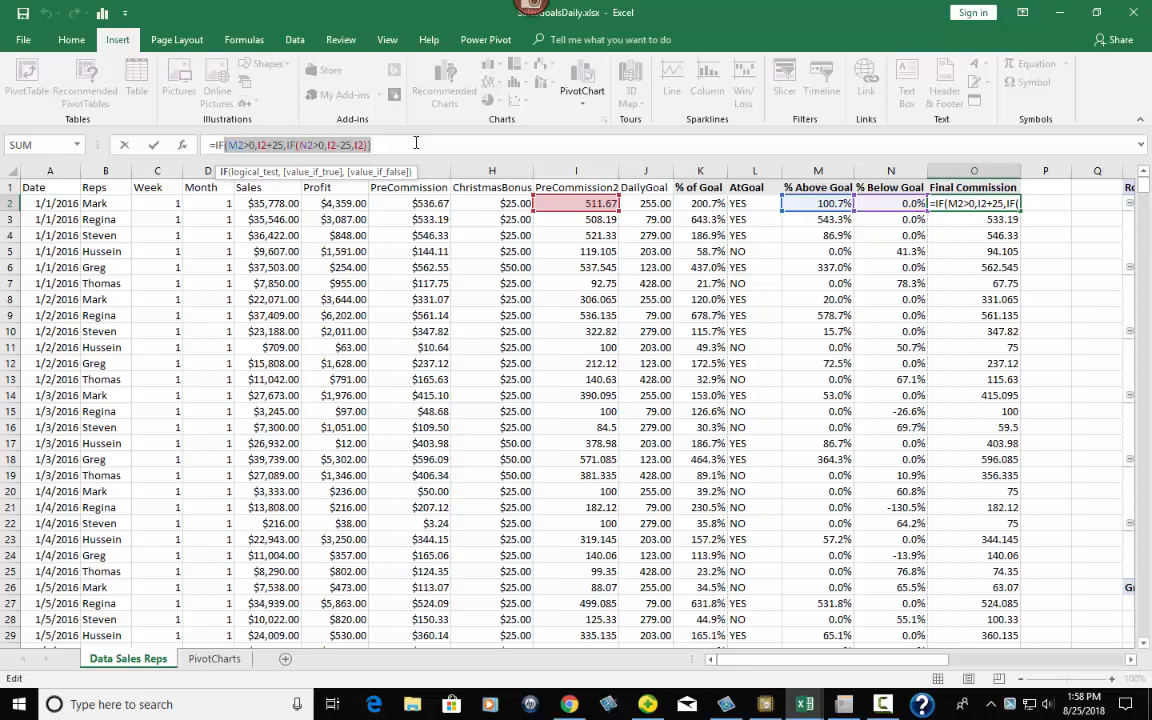 GoalsDaily.xlsx - Excel
Sign in
File Home Insert Page Layout Formulas Data Review View Help Power Pivot Tell me what you want to do Share
PivotTable Recommended PivotTables Table Pictures Online Pictures Shapes Store My Add-ins Recommended Charts PivotChart 3D Map Line Column Win/Loss Slicer Timeline Link Text Box Header & Footer Equation Symbol
Tables Illustrations Add-ins Charts Tours Sparklines Filters Links Text Symbols
SUM =IF(M2>0,I2+25,IF(N2>0,I2-25,I2))
IF(logical_test, [value_if_true], [value_if_false])
A B C D H I J K L M N O P Q
1 Date Reps Week Month Sales Profit PreCommission ChristmasBonus PreCommission2 DailyGoal % of Goal AtGoal % Above Goal % Below Goal Final Commission
2 1/1/2016 Mark 1 1 $35,778.00 $4,359.00 $536.67 $25.00 511.67 255.00 200.7% YES 100.7% 0.0% =IF(M2>0,I2+25,IF(
3 1/1/2016 Regina 1 1 $35,546.00 $3,087.00 $533.19 $25.00 508.19 79.00 643.3% YES 543.3% 0.0% 533.19
4 1/1/2016 Steven 1 1 $36,422.00 $848.00 $546.33 $25.00 521.33 279.00 186.9% YES 86.9% 0.0% 546.33
5 1/1/2016 Hussein 1 1 $9,607.00 $1,591.00 $144.11 $25.00 119.105 203.00 58.7% YES 0.0% 41.3% 94.105
6 1/1/2016 Greg 1 1 $37,503.00 $254.00 $562.55 $50.00 537.545 123.00 437.0% YES 337.0% 0.0% 562.545
7 1/1/2016 Thomas 1 1 $7,850.00 $955.00 $117.75 $25.00 92.75 428.00 21.7% NO 0.0% 78.3% 67.75
8 1/2/2016 Mark 1 1 $22,071.00 $3,644.00 $331.07 $25.00 306.065 255.00 120.0% YES 20.0% 0.0% 331.065
9 1/2/2016 Regina 1 1 $37,409.00 $6,202.00 $561.14 $25.00 536.135 79.00 678.7% YES 578.7% 0.0% 561.135
10 1/2/2016 Steven 1 1 $23,188.00 $2,011.00 $347.82 $25.00 322.82 279.00 115.7% YES 15.7% 0.0% 347.82
11 1/2/2016 Hussein 1 1 $709.00 $63.00 $10.64 $25.00 100 203.00 49.3% NO 0.0% 50.7% 75
12 1/2/2016 Greg 1 1 $15,808.00 $1,628.00 $237.12 $25.00 212.12 123.00 172.5% YES 72.5% 0.0% 237.12
13 1/2/2016 Thomas 1 1 $11,042.00 $791.00 $165.63 $25.00 140.63 428.00 32.9% NO 0.0% 67.1% 115.63
14 1/3/2016 Mark 1 1 $27,673.00 $1,976.00 $415.10 $25.00 390.095 255.00 153.0% YES 53.0% 0.0% 415.095
15 1/3/2016 Regina 1 1 $3,245.00 $97.00 $48.68 $25.00 100 79.00 126.6% NO 0.0% -26.6% 100
16 1/3/2016 Steven 1 1 $7,300.00 $1,051.00 $109.50 $25.00 84.5 279.00 30.3% NO 0.0% 69.7% 59.5
17 1/3/2016 Hussein 1 1 $26,932.00 $12.00 $403.98 $50.00 378.98 203.00 186.7% YES 86.7% 0.0% 403.98
18 1/3/2016 Greg 1 1 $39,739.00 $5,302.00 $596.09 $50.00 571.085 123.00 464.3% YES 364.3% 0.0% 596.085
19 1/3/2016 Thomas 1 1 $27,089.00 $1,346.00 $406.34 $50.00 381.335 428.00 89.1% NO 0.0% 10.9% 356.335
20 1/4/2016 Mark 1 1 $3,333.00 $236.00 $50.00 $25.00 100 255.00 39.2% NO 0.0% 60.8% 75
21 1/4/2016 Regina 1 1 $13,808.00 $216.00 $207.12 $25.00 182.12 79.00 230.5% NO 0.0% -130.5% 182.12
22 1/4/2016 Steven 1 1 $216.00 $38.00 $3.24 $25.00 100 279.00 35.8% NO 0.0% 64.2% 75
23 1/4/2016 Hussein 1 1 $22,943.00 $3,250.00 $344.15 $25.00 319.145 203.00 157.2% YES 57.2% 0.0% 344.145
24 1/4/2016 Greg 1 1 $11,004.00 $357.00 $165.06 $25.00 140.06 123.00 113.9% NO 0.0% -13.9% 140.06
25 1/4/2016 Thomas 1 1 $8,290.00 $802.00 $124.35 $25.00 99.35 428.00 23.2% NO 0.0% 76.8% 74.35
26 1/5/2016 Mark 1 1 $7,538.00 $473.00 $113.07 $25.00 88.07 255.00 34.5% NO 0.0% 65.5% 63.07
27 1/5/2016 Regina 1 1 $34,939.00 $5,863.00 $524.09 $25.00 499.085 79.00 631.8% YES 531.8% 0.0% 524.085
28 1/5/2016 Steven 1 1 $10,022.00 $820.00 $150.33 $25.00 125.33 279.00 44.9% NO 0.0% 55.1% 100.33
29 1/5/2016 Hussein 1 1 $24,009.00 $530.00 $360.14 $25.00 335.135 203.00 165.1% YES 65.1% 0.0% 360.135
Data Sales Reps PivotCharts
Edit 100%
Type here to search
1:58 PM
8/25/2018